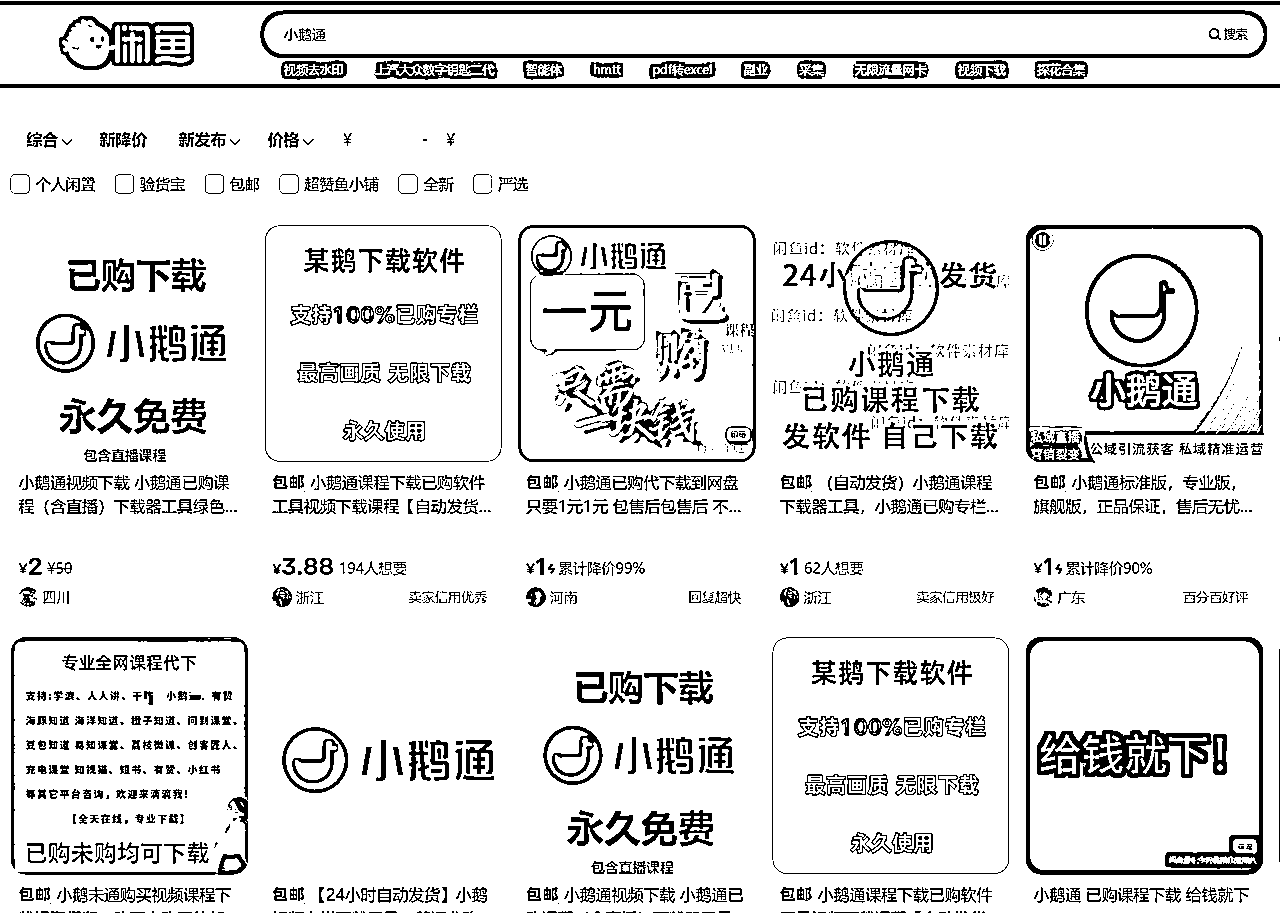 闲鱼
小鹅通
搜索
视频去水印 上汽大众数字钥匙二代 智能体 hmtt pdf转excel 副业 采集 无限流量网卡 视频下载 探花合集
综合 新降价 新发布 价格 ¥ - ¥
个人闲置 验货宝 包邮 超赞鱼小铺 全新 严选
已购下载
小鹅通
永久免费
包含直播课程
小鹅通视频下载 小鹅通已购课
程（含直播）下载器工具绿色...
¥2 ¥50
四川
某鹅下载软件
支持100%已购专栏
最高画质 无限下载
永久使用
包邮 小鹅通课程下载已购软件
工具视频下载课程【自动发货...
¥3.88 194人想要
浙江 卖家信用优秀
小鹅通
一元
已
购
课程
只需
一块钱
包邮 小鹅通已购代下载到网盘
只要1元1元 包售后包售后 不...
¥1 累计降价99%
河南 回复超快
闲鱼id：软件素材库
24小 发货
小鹅通
已购课程下载
发软件 自己下载
包邮 （自动发货）小鹅通课程
下载器工具，小鹅通已购专栏...
¥1 62人想要
浙江 卖家信用极好
小鹅通
私域直播
营销裂变
公域引流获客 私域精准运营
包邮 小鹅通标准版，专业版，
旗舰版，正品保证，售后无忧...
¥1 累计降价90%
广东 百分百好评
专业全网课程代下
支持:学浪、人人讲、千 小鹅 有赞
海豚知道 海洋知道、橙子知道、问到课堂、
豆包知道 易知课堂、荔枝微课、创客匠人、
充电课堂 知视猫、短书、有赞、小红书
等其它平台咨询，欢迎来滴滴我！
【全天在线，专业下载】
已购未购均可下载
包邮 小鹅未通购买视频课程下
小鹅通
包邮 【24小时自动发货】小鹅
已购下载
小鹅通
永久免费
包含直播课程
包邮 小鹅通视频下载 小鹅通已
某鹅下载软件
支持100%已购专栏
最高画质 无限下载
永久使用
包邮 小鹅通课程下载已购软件
给钱就下！
小鹅通 已购课程下载 给钱就下